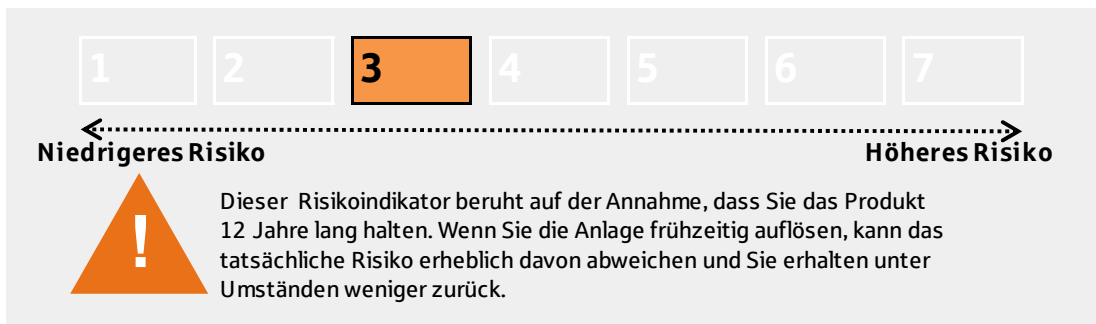 1 2 3 4 5 6 7
Niedrigeres Risiko Höheres Risiko
!
Dieser Risikoindikator beruht auf der Annahme, dass Sie das Produkt
12 Jahre lang halten. Wenn Sie die Anlage frühzeitig auflösen, kann das
tatsächliche Risiko erheblich davon abweichen und Sie erhalten unter
Umständen weniger zurück.